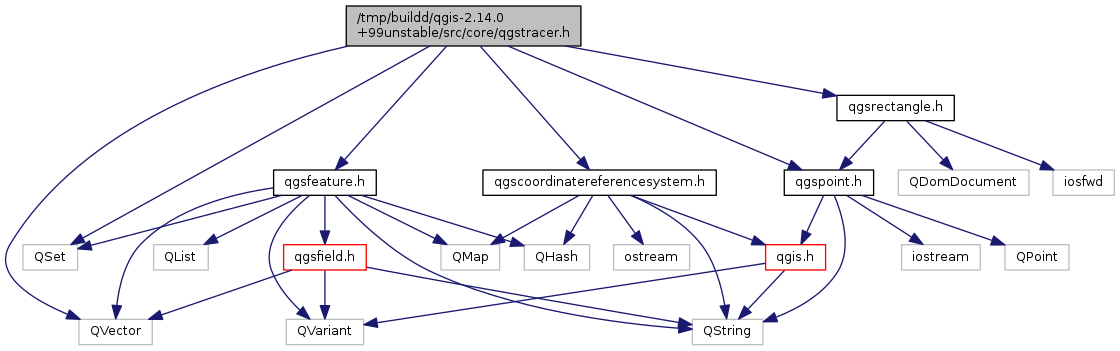 /tmp/buildd/qgis-2.14.0
+99unstable/src/core/qgstracer.h
qgsrectangle.h
qgsfeature.h
qgscoordinatereferencesystem.h
qgspoint.h
QDomDocument
iosfwd
QSet
QList
qgsfield.h
QMap
QHash
ostream
qgis.h
iostream
QPoint
QVector
QVariant
QString